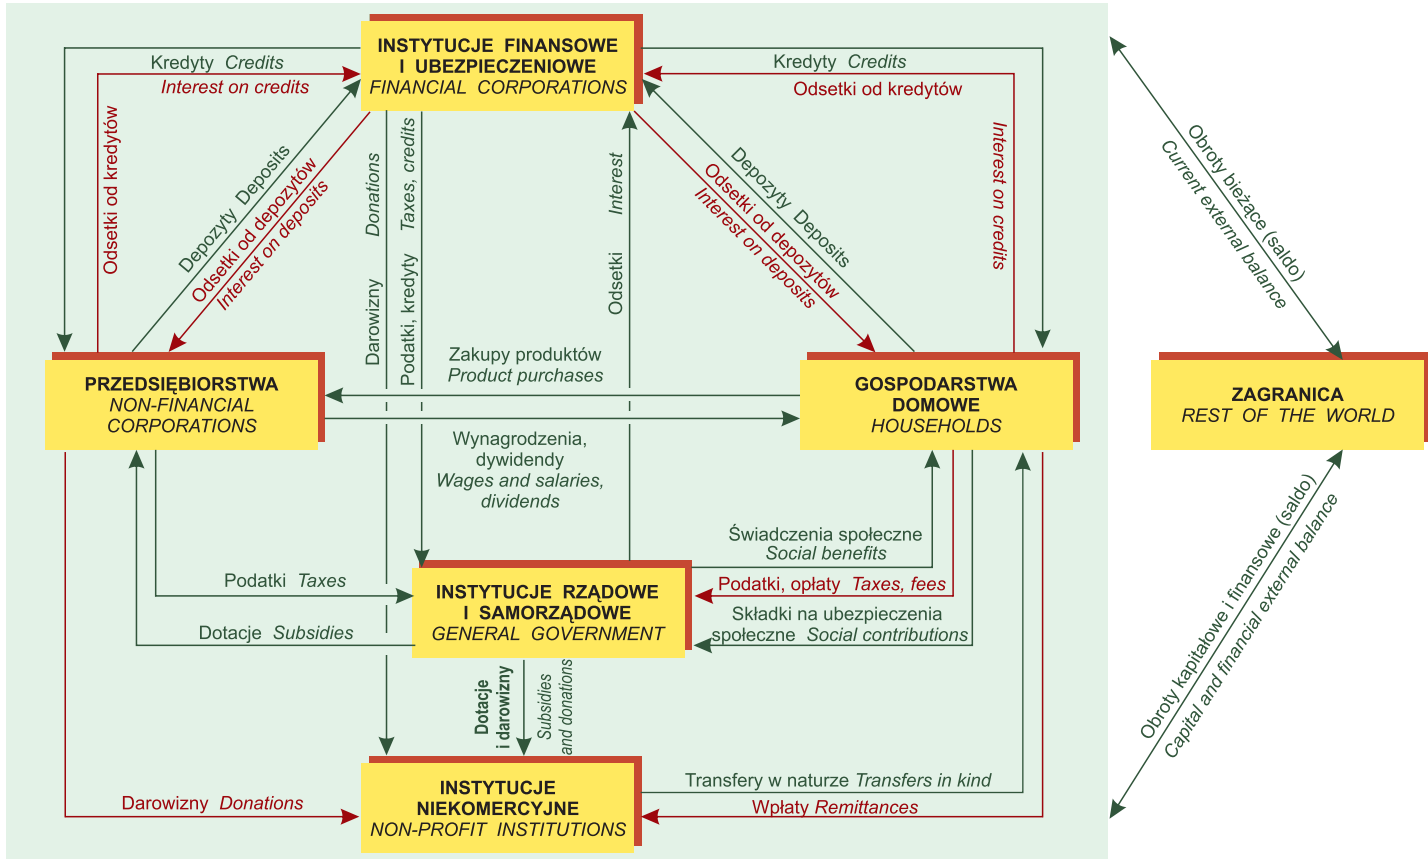 INSTYTUCJE FINANSOWE
I UBEZPIECZENIOWE
FINANCIAL CORPORATIONS
Kredyty Credits
Interest on credits
Kredyty Credits
Odsetki od kredytów
Odsetki od kredytów
Depozyty Deposits
Odsetki od depozytów
Interest on deposits
Darowizny Donations
Podatki, kredyty Taxes, credits
Odsetki Interest
Depozyty Deposits
Odsetki od depozytów
Interest on deposits
Interest on credits
Obroty bieżące (saldo)
Current external balance
PRZEDSIĘBIORSTWA
NON-FINANCIAL
CORPORATIONS
Zakupy produktów
Product purchases
Wynagrodzenia,
dywidendy
Wages and salaries,
dividends
GOSPODARSTWA
DOMOWE
HOUSEHOLDS
ZAGRANICA
REST OF THE WORLD
Podatki Taxes
Dotacje Subsidies
INSTYTUCJE RZĄDOWE
I SAMORZĄDOWE
GENERAL GOVERNMENT
Świadczenia społeczne
Social benefits
Podatki, opłaty Taxes, fees
Składki na ubezpieczenia
społeczne Social contributions
Obroty kapitałowe i finansowe (saldo)
Capital and financial external balance
Dotacje
i darowizny
Subsidies
and donations
INSTYTUCJE
NIEKOMERCYJNE
NON-PROFIT INSTITUTIONS
Darowizny Donations
Transfery w naturze Transfers in kind
Wpłaty Remittances